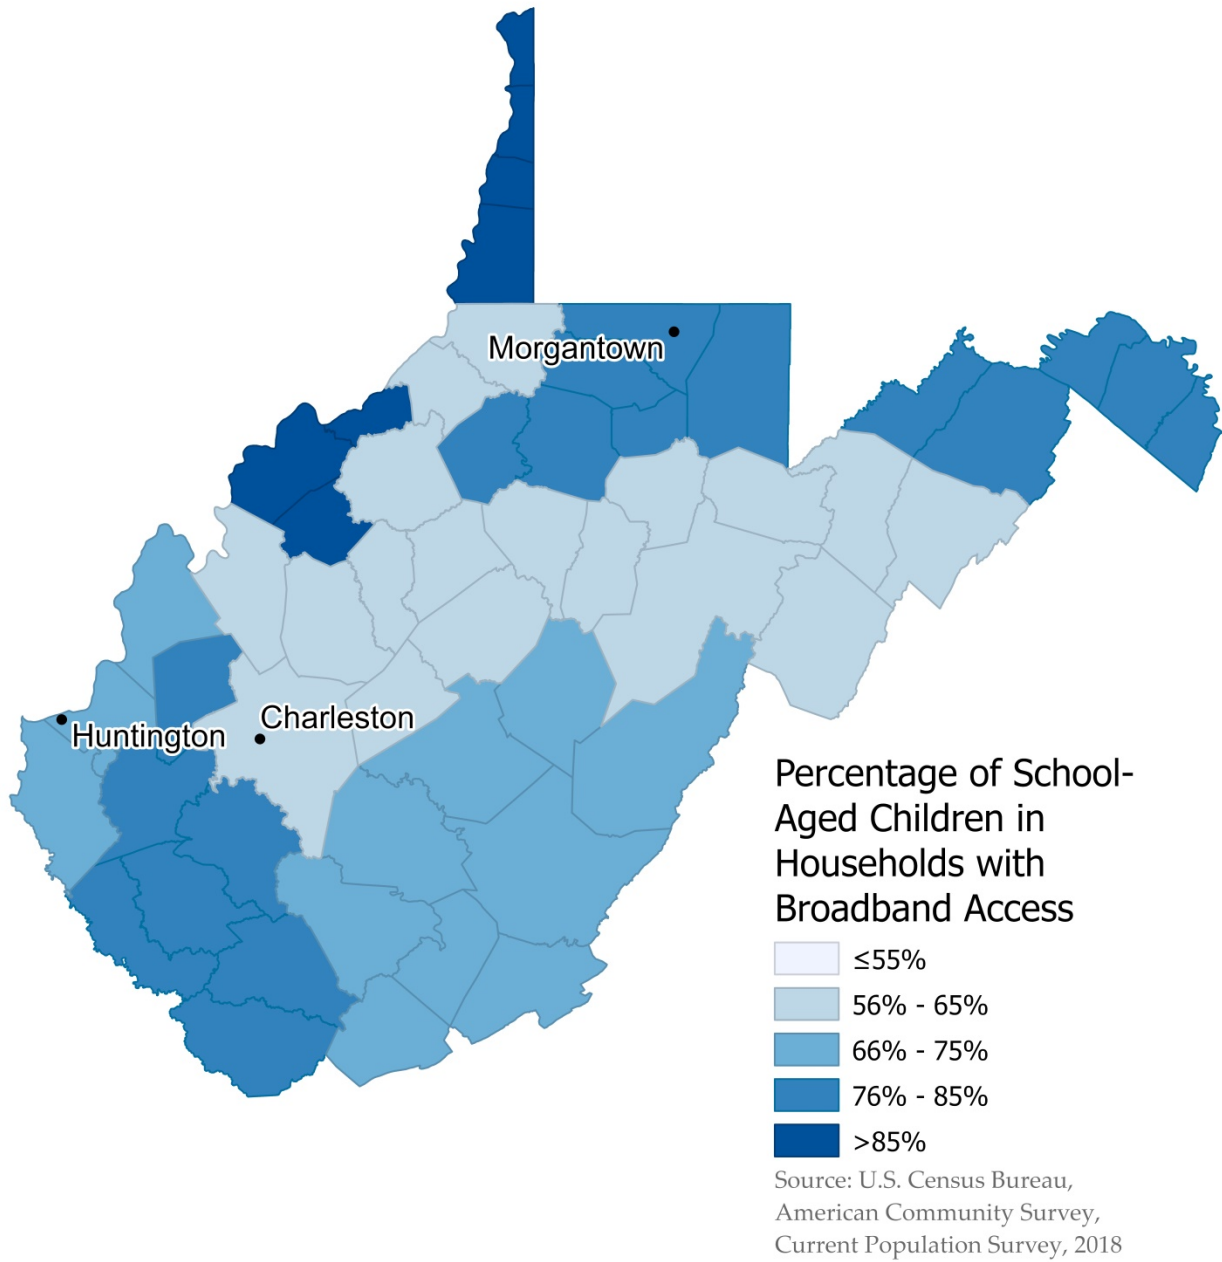 Morgantown
Charleston
Huntington
Percentage of School-
Aged Children in
Households with
Broadband Access
≤55%
56% - 65%
66% - 75%
76% - 85%
>85%
Source: U.S. Census Bureau,
American Community Survey,
Current Population Survey, 2018